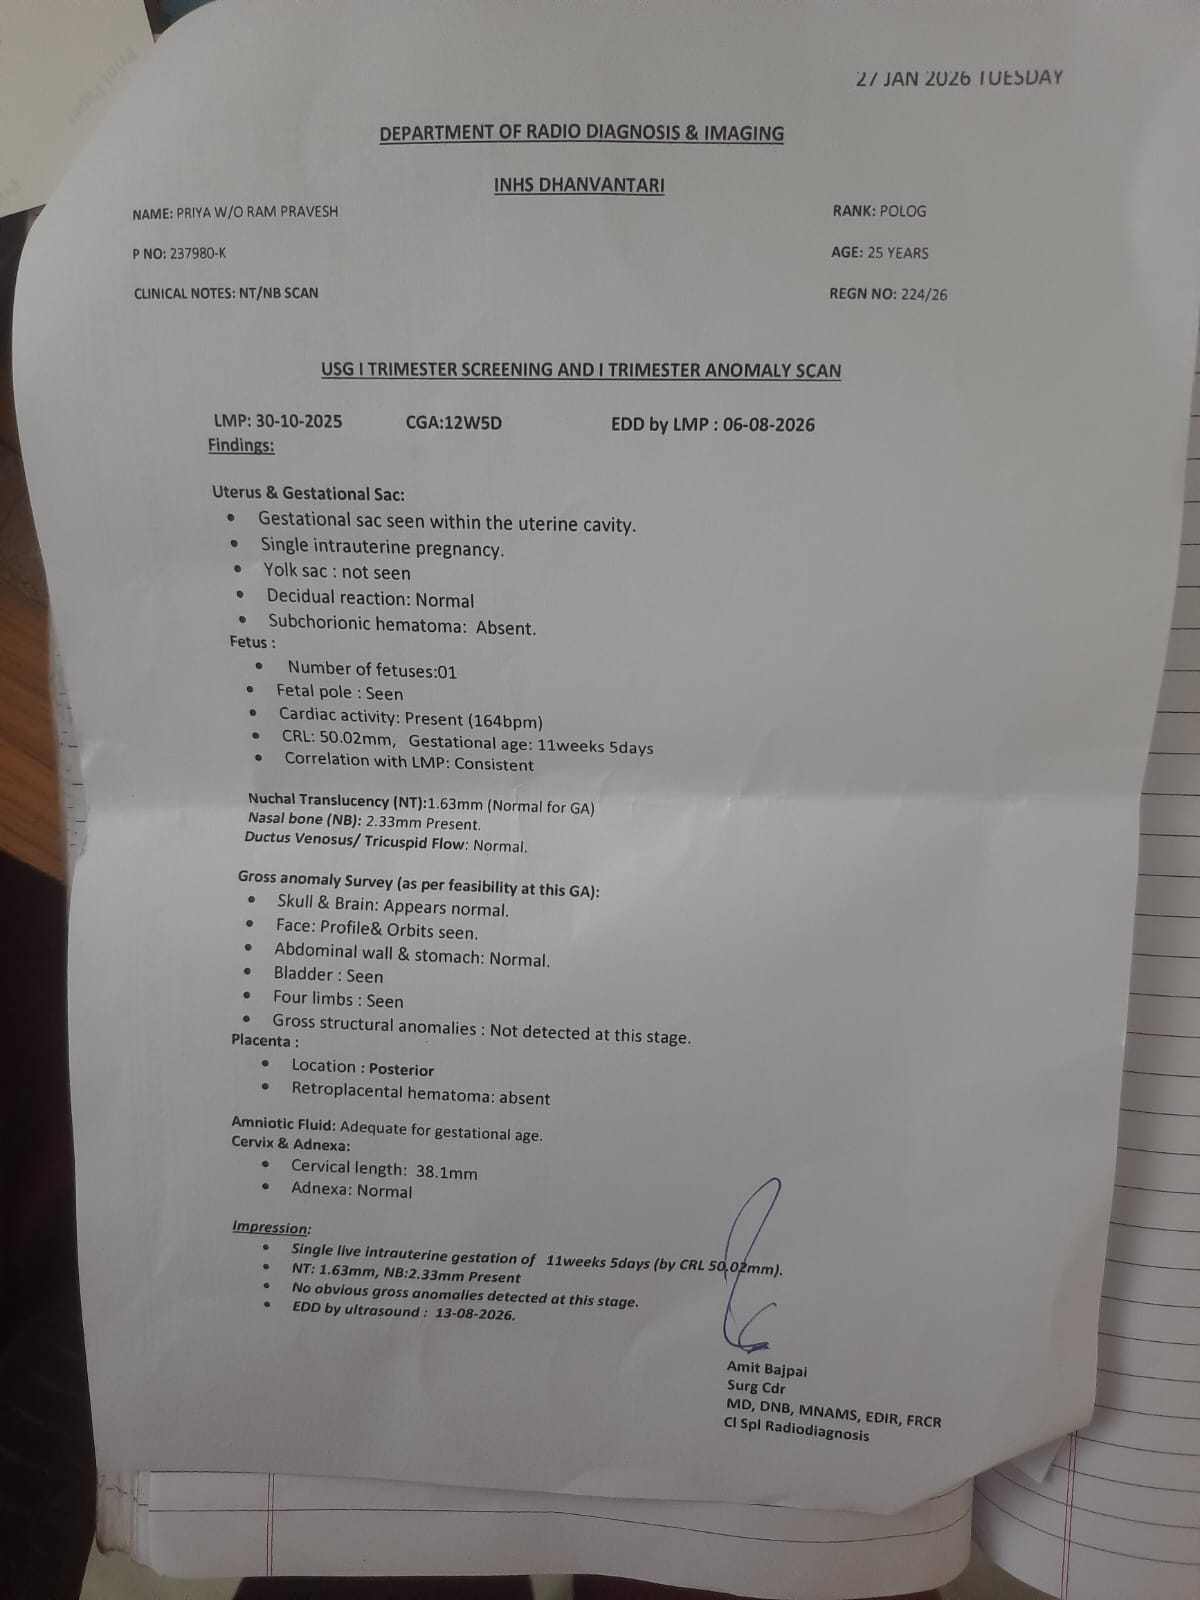 27 JAN 2026 TUESDAY
DEPARTMENT OF RADIO DIAGNOSIS & IMAGING
INHS DHANVANTARI
NAME: PRIYA W/O RAM PRAVESH RANK: POLOG
P NO: 237980-K AGE: 25 YEARS
CLINICAL NOTES: NT/NB SCAN REGN NO: 224/26
USG I TRIMESTER SCREENING AND I TRIMESTER ANOMALY SCAN
LMP: 30-10-2025 CGA:12W5D EDD by LMP : 06-08-2026
Findings:
Uterus & Gestational Sac:
• Gestational sac seen within the uterine cavity.
• Single intrauterine pregnancy.
• Yolk sac : not seen
• Decidual reaction: Normal
• Subchorionic hematoma: Absent.
Fetus :
• Number of fetuses:01
• Fetal pole : Seen
• Cardiac activity: Present (164bpm)
• CRL: 50.02mm, Gestational age: 11weeks 5days
• Correlation with LMP: Consistent
Nuchal Translucency (NT):1.63mm (Normal for GA)
Nasal bone (NB): 2.33mm Present.
Ductus Venosus/ Tricuspid Flow: Normal.
Gross anomaly Survey (as per feasibility at this GA):
• Skull & Brain: Appears normal.
• Face: Profile& Orbits seen.
• Abdominal wall & stomach: Normal.
• Bladder : Seen
• Four limbs : Seen
• Gross structural anomalies : Not detected at this stage.
Placenta :
• Location : Posterior
• Retroplacental hematoma: absent
Amniotic Fluid: Adequate for gestational age.
Cervix & Adnexa:
• Cervical length: 38.1mm
• Adnexa: Normal
Impression:
• Single live intrauterine gestation of 11weeks 5days (by CRL 50.02mm).
• NT: 1.63mm, NB:2.33mm Present
• No obvious gross anomalies detected at this stage.
• EDD by ultrasound : 13-08-2026.
Amit Bajpai
Surg Cdr
MD, DNB, MNAMS, EDIR, FRCR
Cl Spl Radiodiagnosis